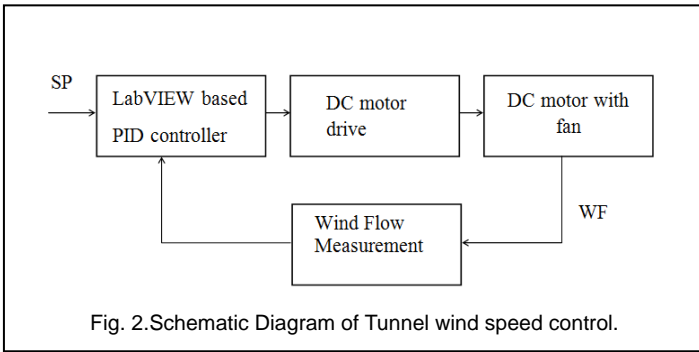 SP
LabVIEW based
PID controller
DC motor
drive
DC motor with
fan
WF
Wind Flow
Measurement
Fig. 2.Schematic Diagram of Tunnel wind speed control.